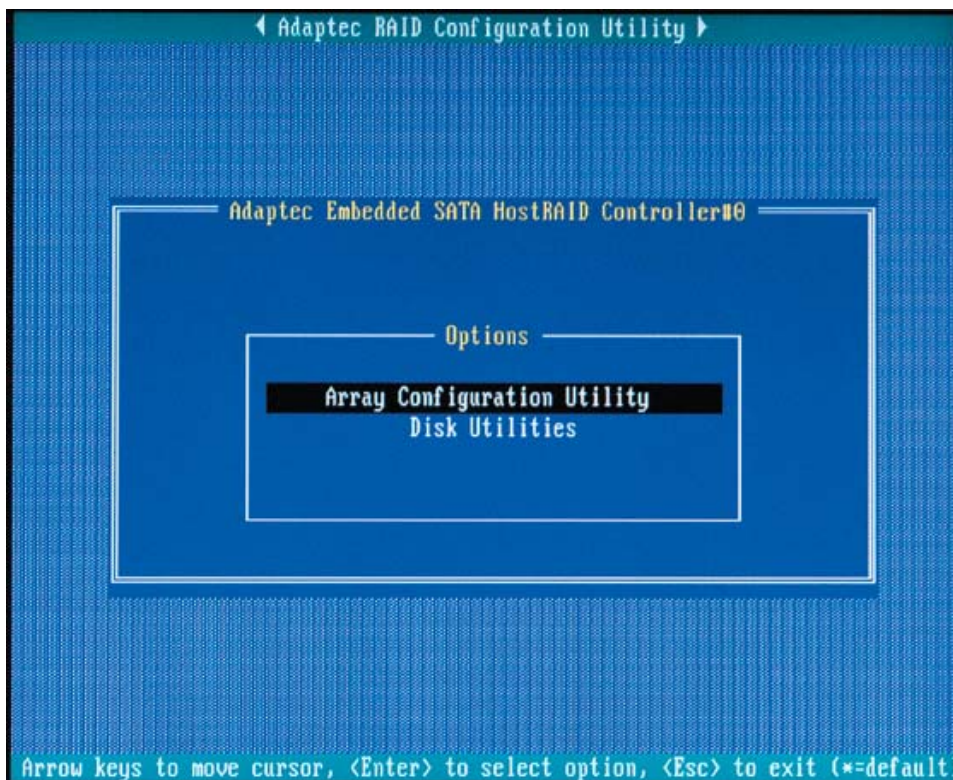 Adaptec RAID Configuration Utility
Adaptec Embedded SATA HostRAID Controller#0
Options
Array Configuration Utility
Disk Utilities
Arrow keys to move cursor, <Enter> to select option, <Esc> to exit (*=default